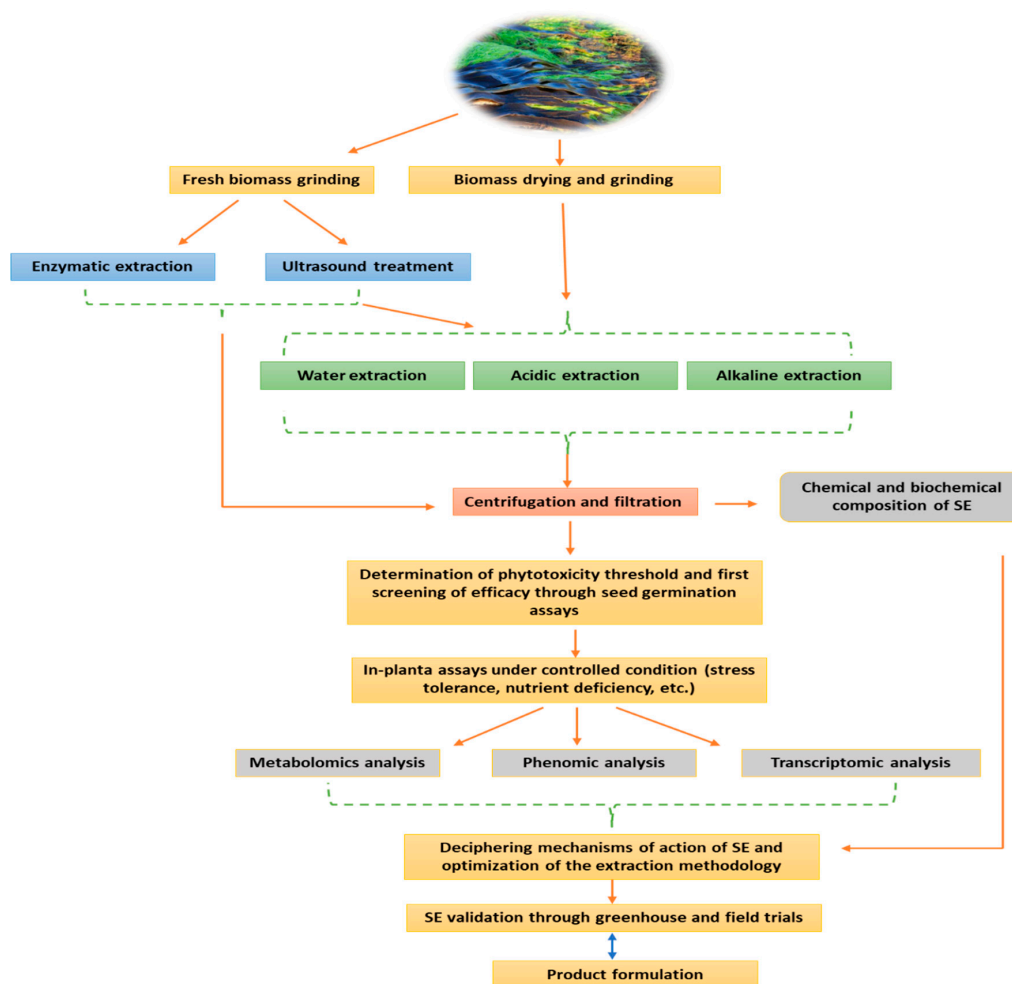 Fresh biomass grinding
Biomass drying and grinding
Enzymatic extraction
Ultrasound treatment
Water extraction
Acidic extraction
Alkaline extraction
Centrifugation and filtration
Chemical and biochemical
composition of SE
Determination of phytotoxicity threshold and first
screening of efficacy through seed germination
assays
In-planta assays under controlled condition (stress
tolerance, nutrient deficiency, etc.)
Metabolomics analysis
Phenomic analysis
Transcriptomic analysis
Deciphering mechanisms of action of SE and
optimization of the extraction methodology
SE validation through greenhouse and field trials
Product formulation